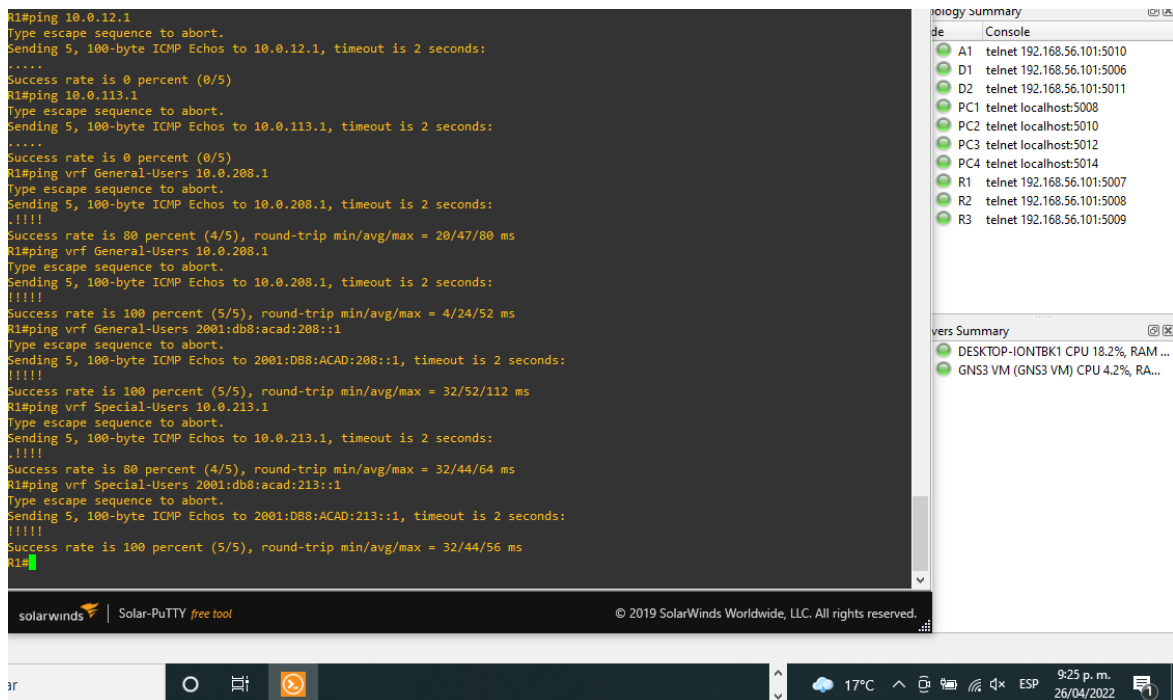 R1#ping 10.0.12.1
Type escape sequence to abort.
Sending 5, 100-byte ICMP Echos to 10.0.12.1, timeout is 2 seconds:
.....
Success rate is 0 percent (0/5)
R1#ping 10.0.113.1
Type escape sequence to abort.
Sending 5, 100-byte ICMP Echos to 10.0.113.1, timeout is 2 seconds:
.....
Success rate is 0 percent (0/5)
R1#ping vrf General-Users 10.0.208.1
Type escape sequence to abort.
Sending 5, 100-byte ICMP Echos to 10.0.208.1, timeout is 2 seconds:
.!!!!
Success rate is 80 percent (4/5), round-trip min/avg/max = 20/47/80 ms
R1#ping vrf General-Users 10.0.208.1
Type escape sequence to abort.
Sending 5, 100-byte ICMP Echos to 10.0.208.1, timeout is 2 seconds:
!!!!!
Success rate is 100 percent (5/5), round-trip min/avg/max = 4/24/52 ms
R1#ping vrf General-Users 2001:db8:acad:208::1
Type escape sequence to abort.
Sending 5, 100-byte ICMP Echos to 2001:DB8:ACAD:208::1, timeout is 2 seconds:
!!!!!
Success rate is 100 percent (5/5), round-trip min/avg/max = 32/52/112 ms
R1#ping vrf Special-Users 10.0.213.1
Type escape sequence to abort.
Sending 5, 100-byte ICMP Echos to 10.0.213.1, timeout is 2 seconds:
.!!!!
Success rate is 80 percent (4/5), round-trip min/avg/max = 32/44/64 ms
R1#ping vrf Special-Users 2001:db8:acad:213::1
Type escape sequence to abort.
Sending 5, 100-byte ICMP Echos to 2001:DB8:ACAD:213::1, timeout is 2 seconds:
!!!!!
Success rate is 100 percent (5/5), round-trip min/avg/max = 32/44/56 ms
R1#
solarwinds | Solar-PuTTY free tool
© 2019 SolarWinds Worldwide, LLC. All rights reserved.
ology Summary
de Console
A1 telnet 192.168.56.101:5010
D1 telnet 192.168.56.101:5006
D2 telnet 192.168.56.101:5011
PC1 telnet localhost:5008
PC2 telnet localhost:5010
PC3 telnet localhost:5012
PC4 telnet localhost:5014
R1 telnet 192.168.56.101:5007
R2 telnet 192.168.56.101:5008
R3 telnet 192.168.56.101:5009
vers Summary
DESKTOP-IONTBK1 CPU 18.2%, RAM ...
GNS3 VM (GNS3 VM) CPU 4.2%, RA...
ar
17°C
ESP
9:25 p. m.
26/04/2022
1